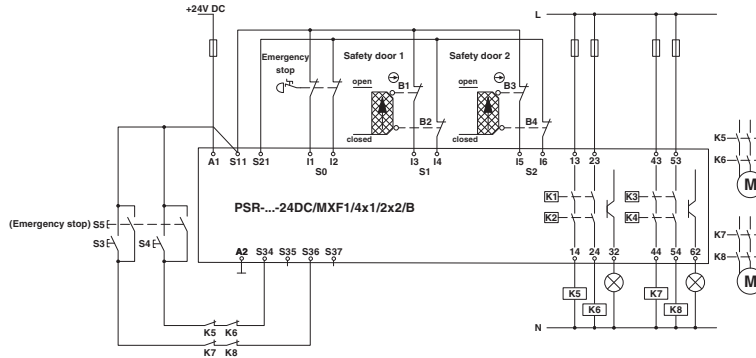 +24V DC
L
Emergency stop
Safety door 1
Safety door 2
open
B1
open
B3
B2
B4
closed
closed
K5
K6
M
A1
S11
S21
I1
I2
I3
I4
I5
I6
13
23
43
53
S0
S1
S2
K1
K3
PSR-...-24DC/MXF1/4x1/2x2/B
K2
K4
(Emergency stop) S5
S3
S4
K7
K8
M
A2
S34
S35
S36
S37
14
24
32
44
54
62
K5
K7
K6
K8
K5
K6
N
K7
K8